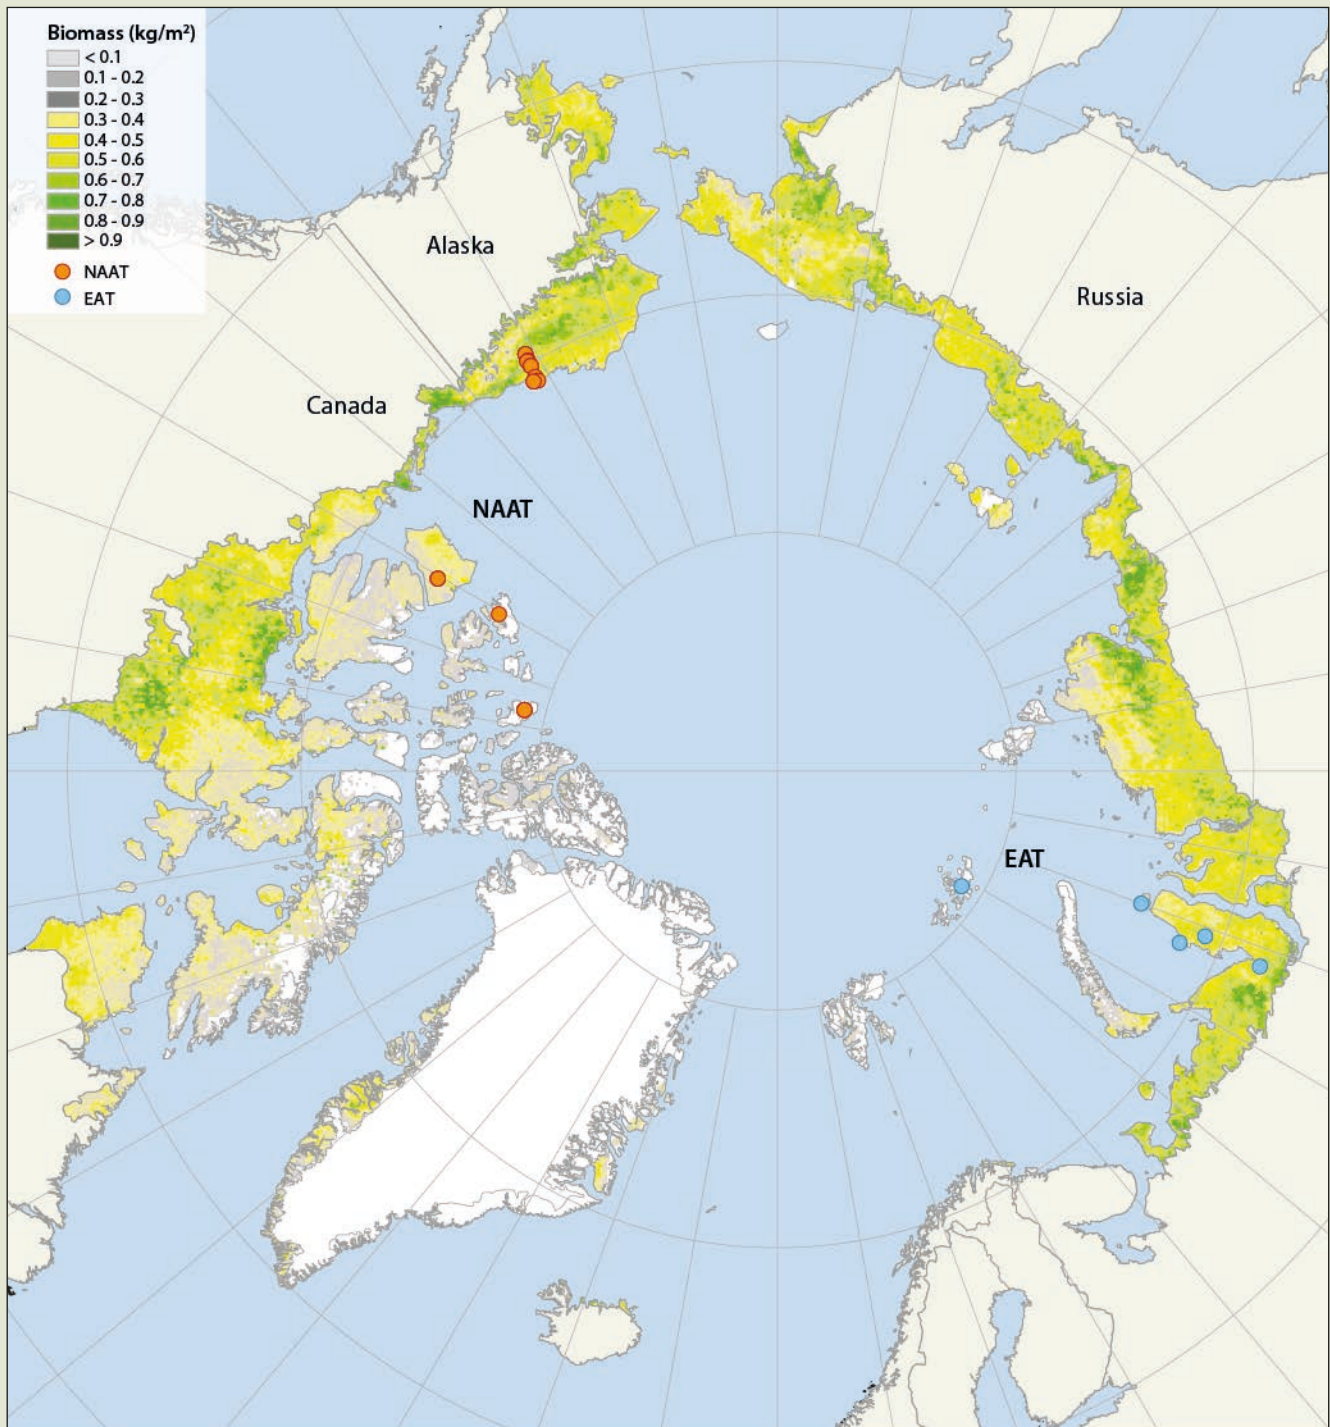 Biomass (kg/m²)
< 0.1
0.1 - 0.2
0.2 - 0.3
0.3 - 0.4
0.4 - 0.5
0.5 - 0.6
0.6 - 0.7
0.7 - 0.8
0.8 - 0.9
> 0.9
NAAT
EAT
Alaska
Russia
Canada
NAAT
EAT